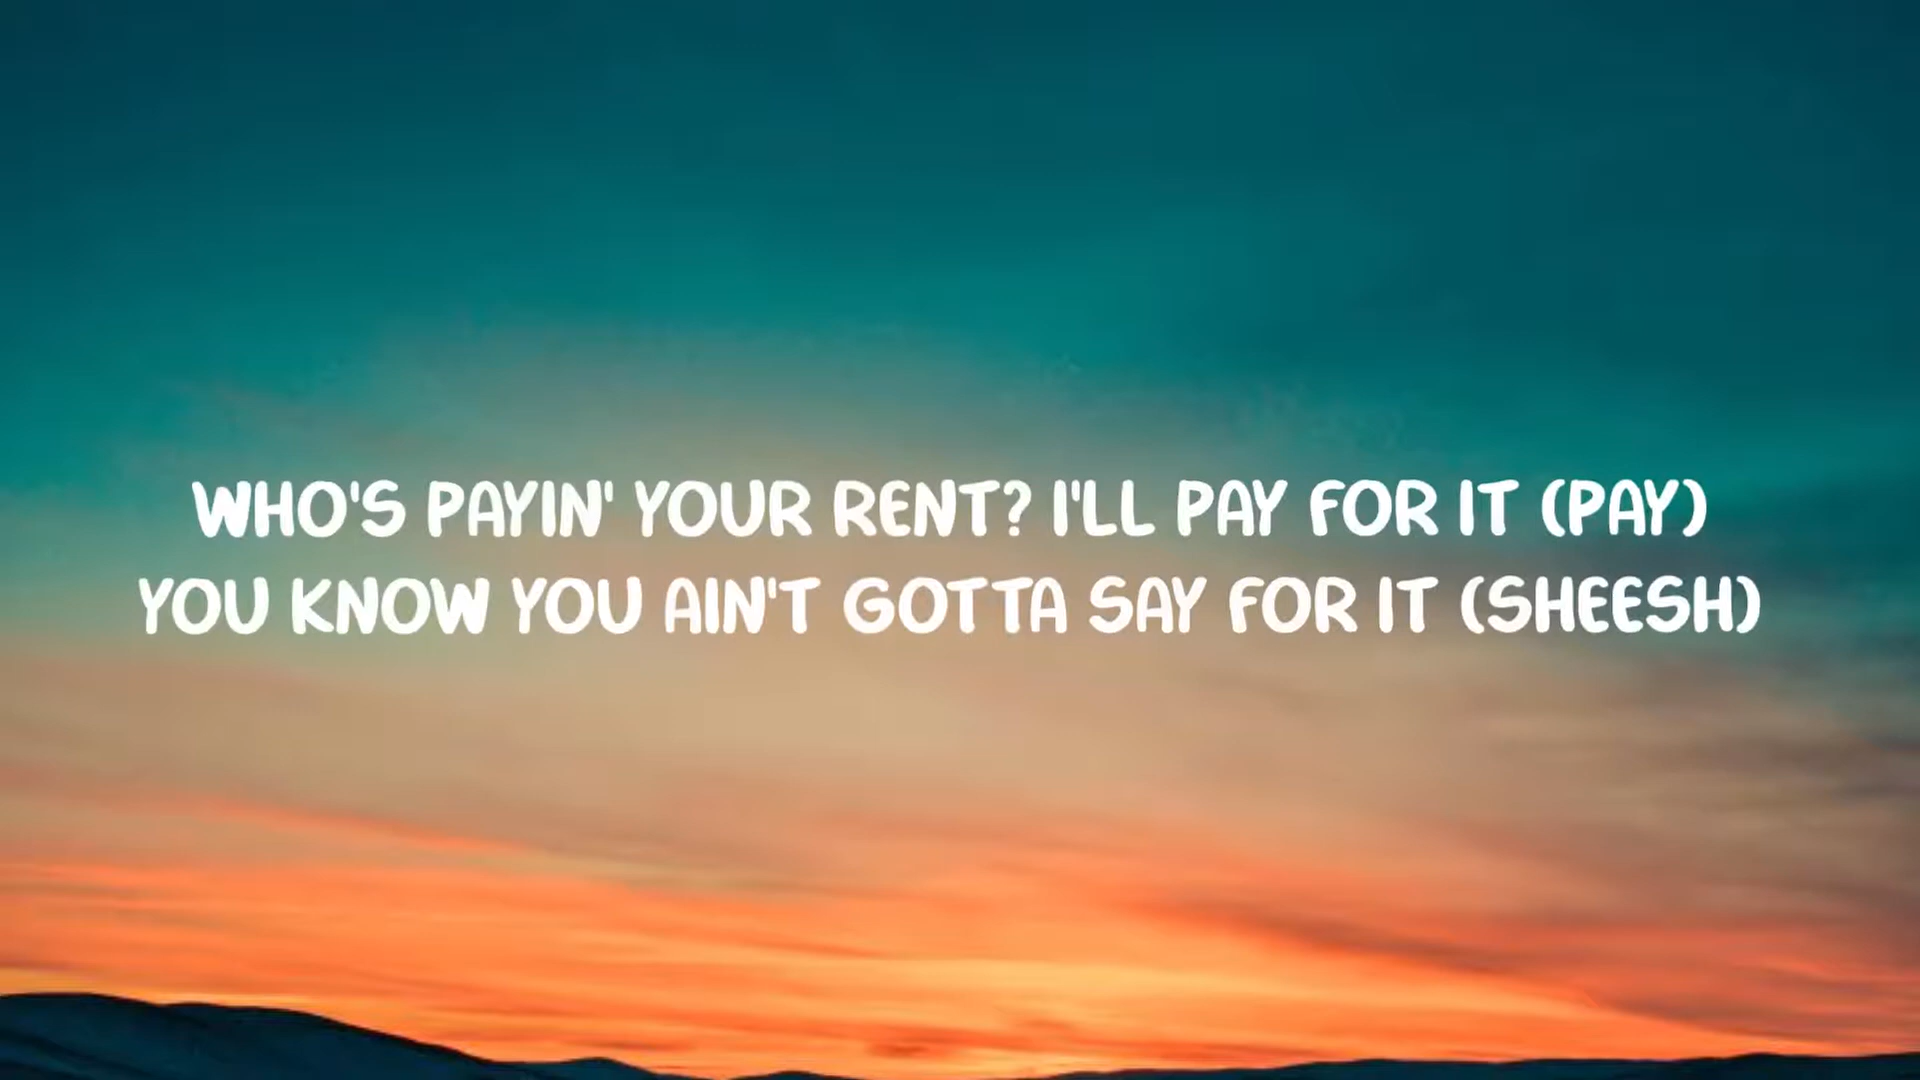 WHO'S PAYIN' YOUR RENT? I'LL PAY FOR IT (PAY)
YOU KNOW YOU AIN'T GOTTA SAY FOR IT (SHEESH)